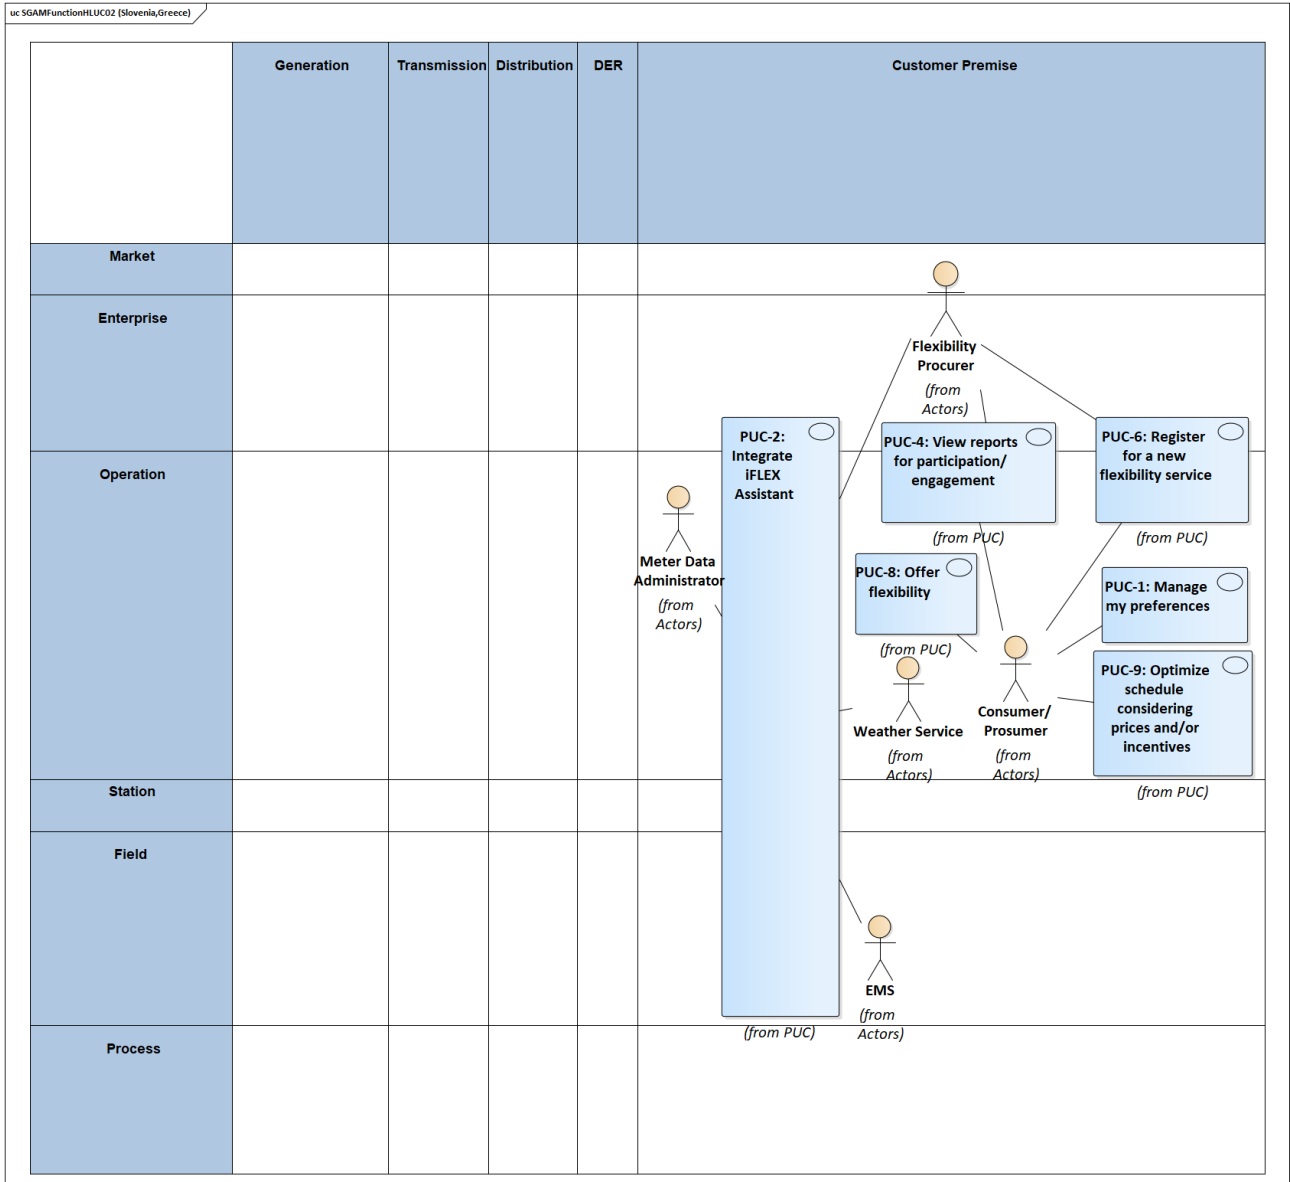 uc SGAMFunctionHLUC02 (Slovenia,Greece)
Generation
Transmission
Distribution
DER
Customer Premise
Market
Enterprise
Flexibility
Procurer
(from
Actors)
Operation
PUC-2:
Integrate
iFLEX
Assistant
(from PUC)
PUC-4: View reports
for participation/
engagement
(from PUC)
PUC-6: Register
for a new
flexibility service
(from PUC)
Meter Data
Administrator
(from
Actors)
PUC-8: Offer
flexibility
(from PUC)
PUC-1: Manage
my preferences
Weather Service
(from
Actors)
Consumer/
Prosumer
(from
Actors)
PUC-9: Optimize
schedule
considering
prices and/or
incentives
(from PUC)
Station
Field
EMS
(from
Actors)
Process